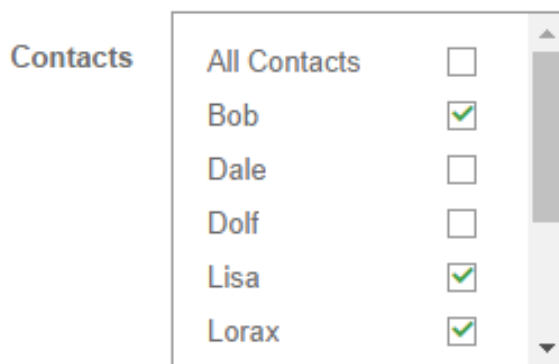 Contacts
All Contacts
Bob
Dale
Dolf
Lisa
Lorax